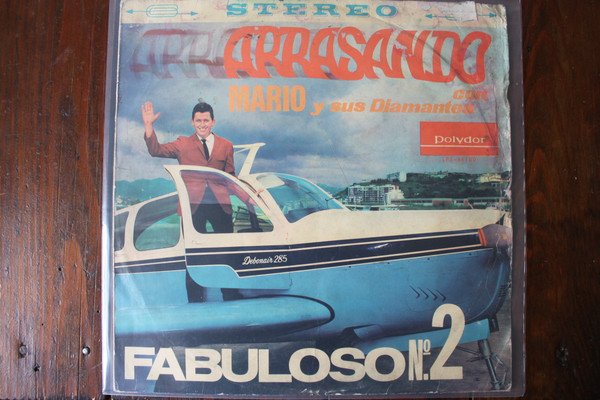 STEREO
ARRASANDO
con
MARIO y sus Diamantes
Polydor
Debonair 285
FABULOSO Nº. 2